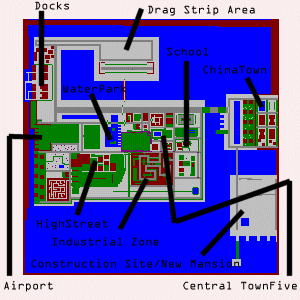 Docks
Drag Strip Area
School
ChinaTown
WaterPark
HighStreet
Industrial Zone
Construction Site/New Mansion
Airport
Central TownFive